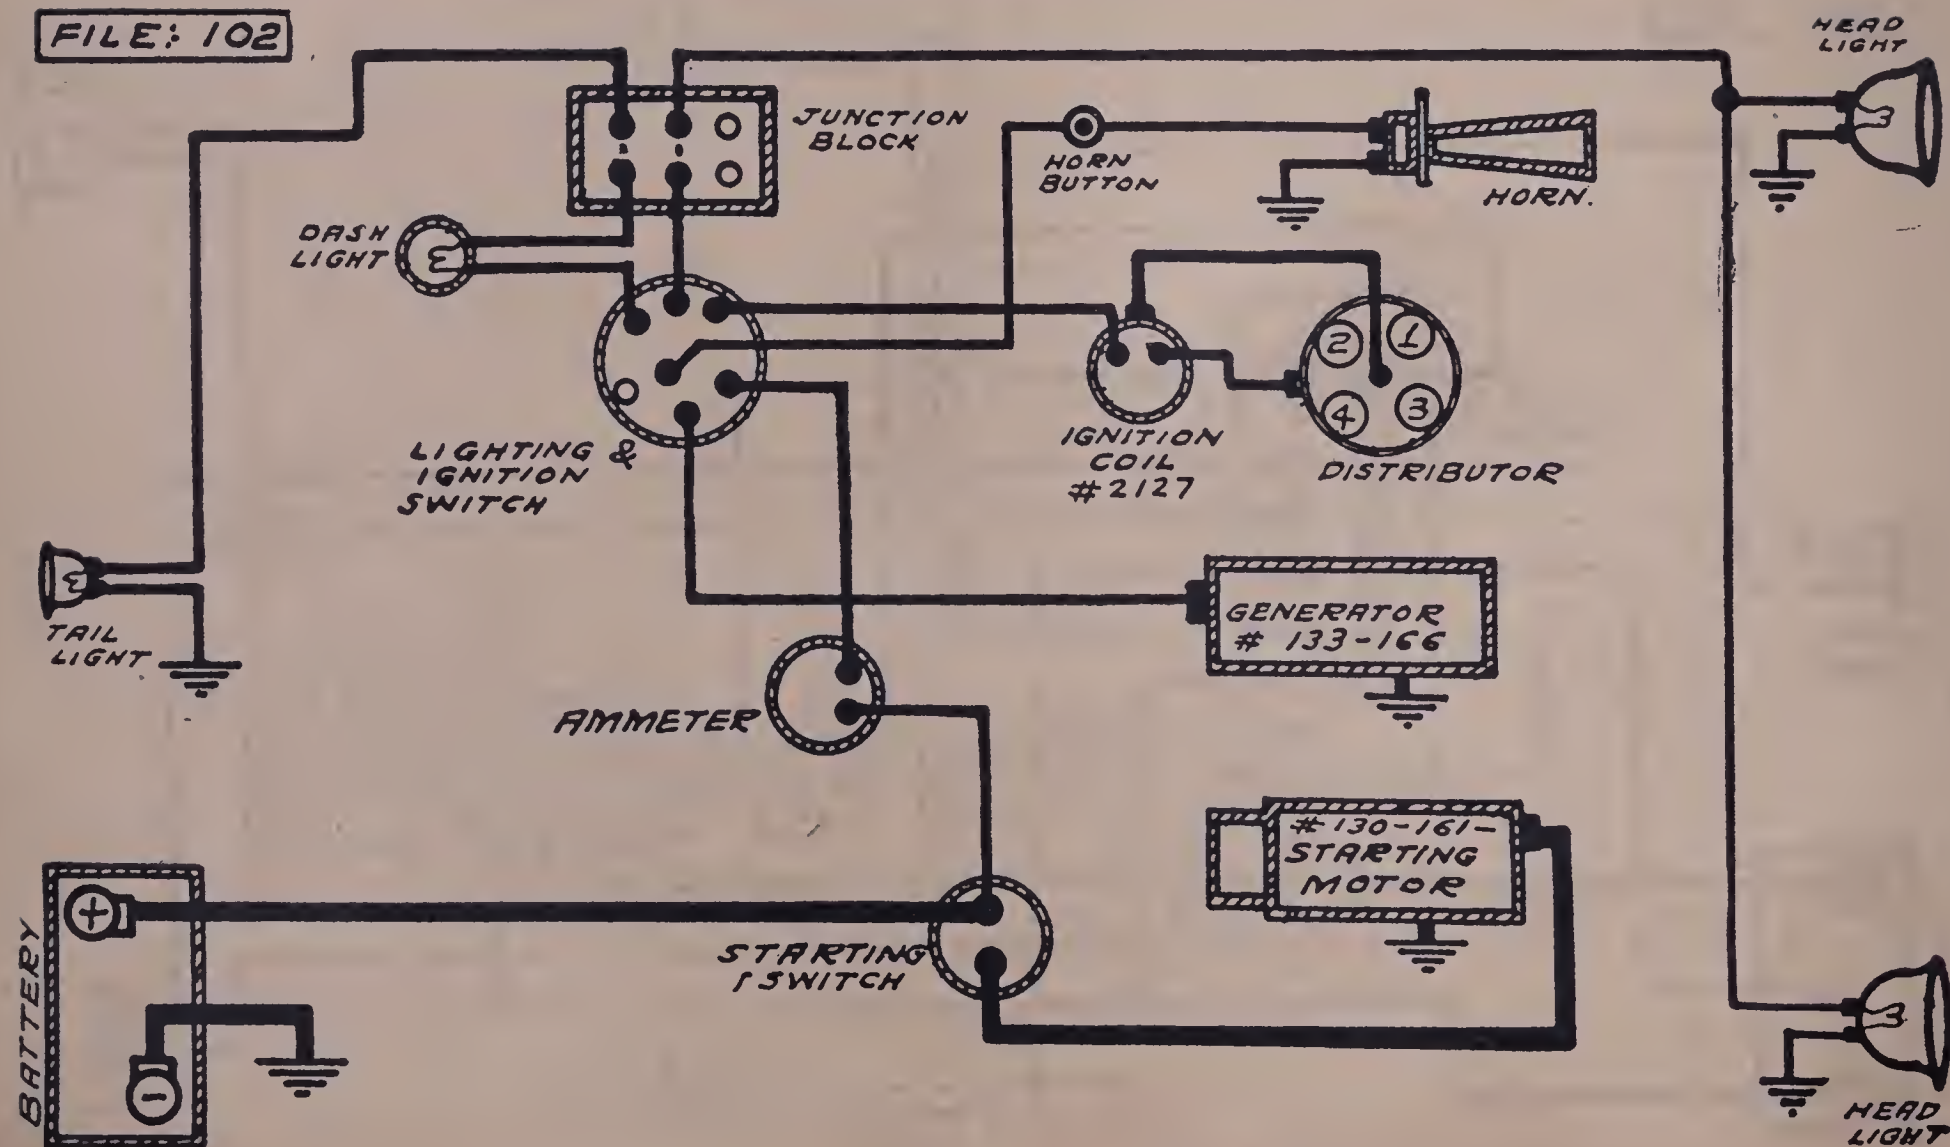 FILE: 102
HEAD
LIGHT
JUNCTION
BLOCK
HORN
BUTTON
HORN.
DASH
LIGHT
2
1
4
3
LIGHTING &
IGNITION
SWITCH
IGNITION
COIL
#2127
DISTRIBUTOR
TAIL
LIGHT
GENERATOR
# 133-166
AMMETER
# 130-161-
STARTING
MOTOR
+
BATTERY
-
STARTING
SWITCH
HEAD
LIGHT